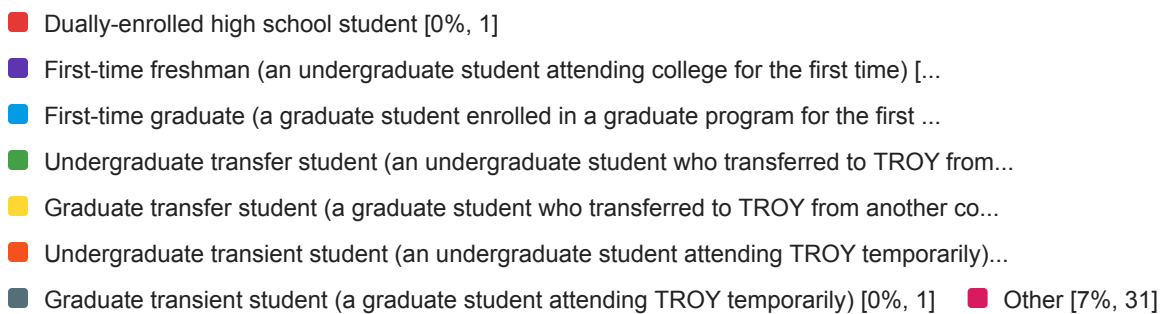 Dually-enrolled high school student [0%, 1]
First-time freshman (an undergraduate student attending college for the first time) [...
First-time graduate (a graduate student enrolled in a graduate program for the first ...
Undergraduate transfer student (an undergraduate student who transferred to TROY from...
Graduate transfer student (a graduate student who transferred to TROY from another co...
Undergraduate transient student (an undergraduate student attending TROY temporarily)...
Graduate transient student (a graduate student attending TROY temporarily) [0%, 1] Other [7%, 31]